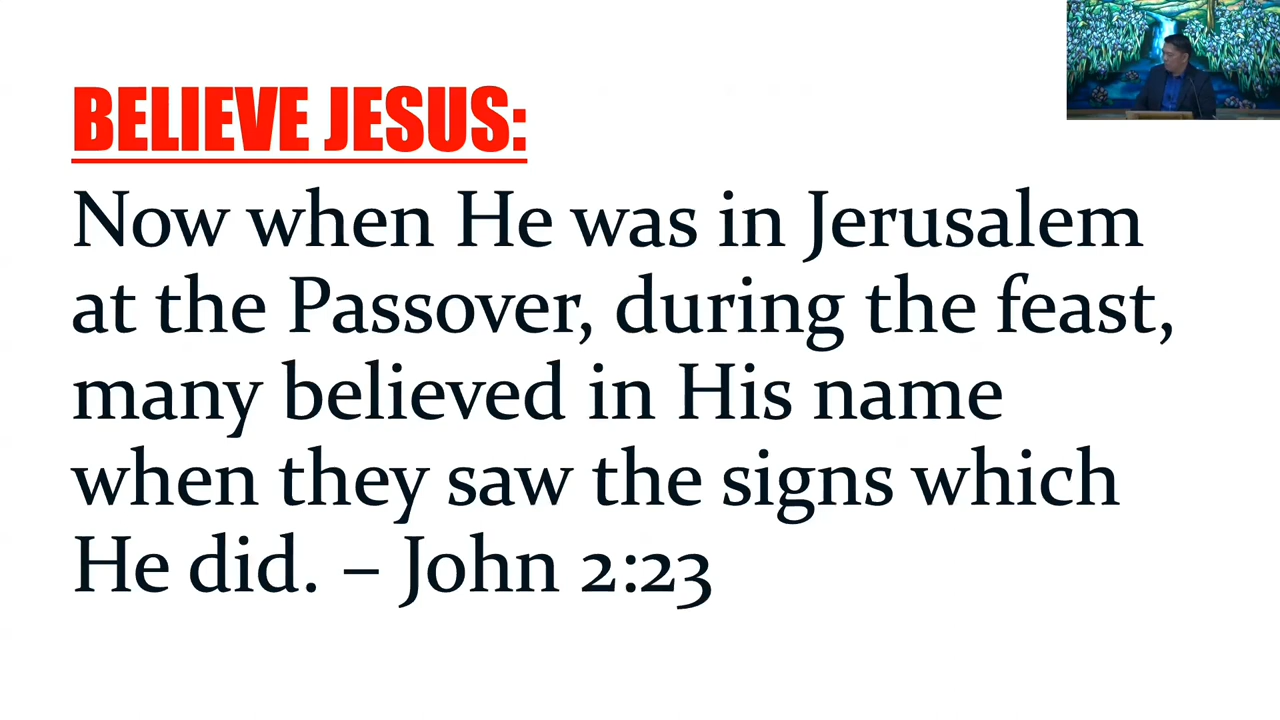 BELIEVE JESUS:
Now when He was in Jerusalem
at the Passover, during the feast,
many believed in His name
when they saw the signs which
He did. – John 2:23